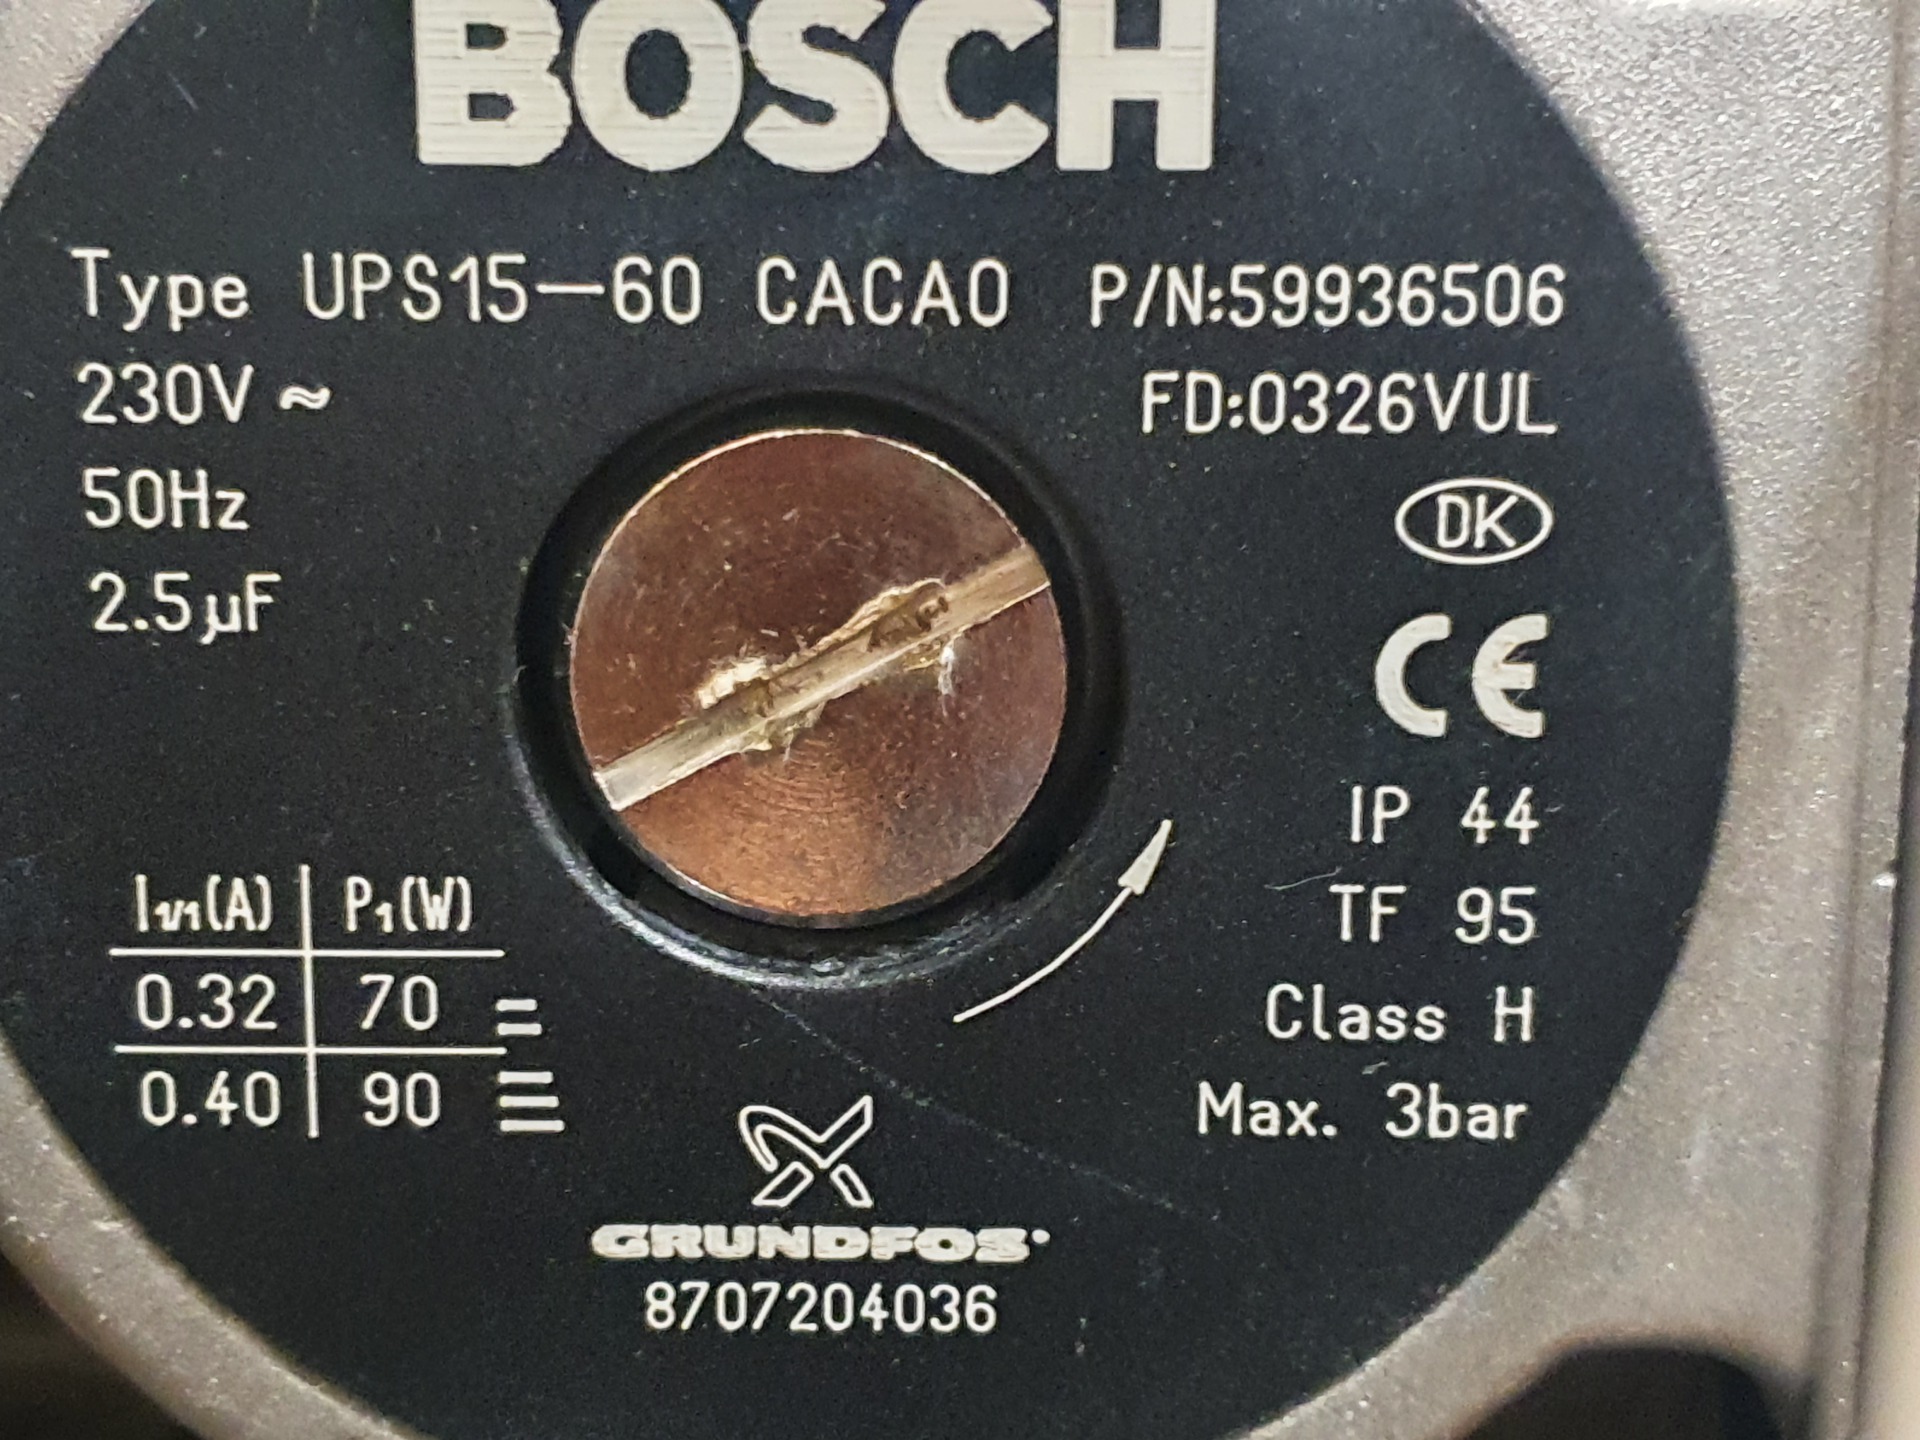 BOSCH
Type UPS15-60 CACAO P/N:59936506
230V ~
FD:0326VUL
50Hz
DK
2.5µF
CE
IP 44
TF 95
I1/1(A) P1(W)
0.32 70
Class H
0.40 90
Max. 3bar
GRUNDFOS
8707204036